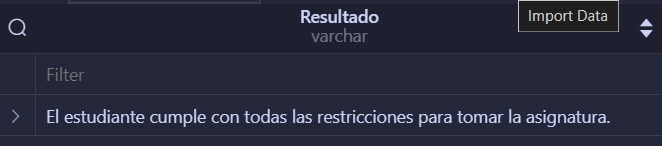 Resultado
varchar
Import Data
Filter
El estudiante cumple con todas las restricciones para tomar la asignatura.